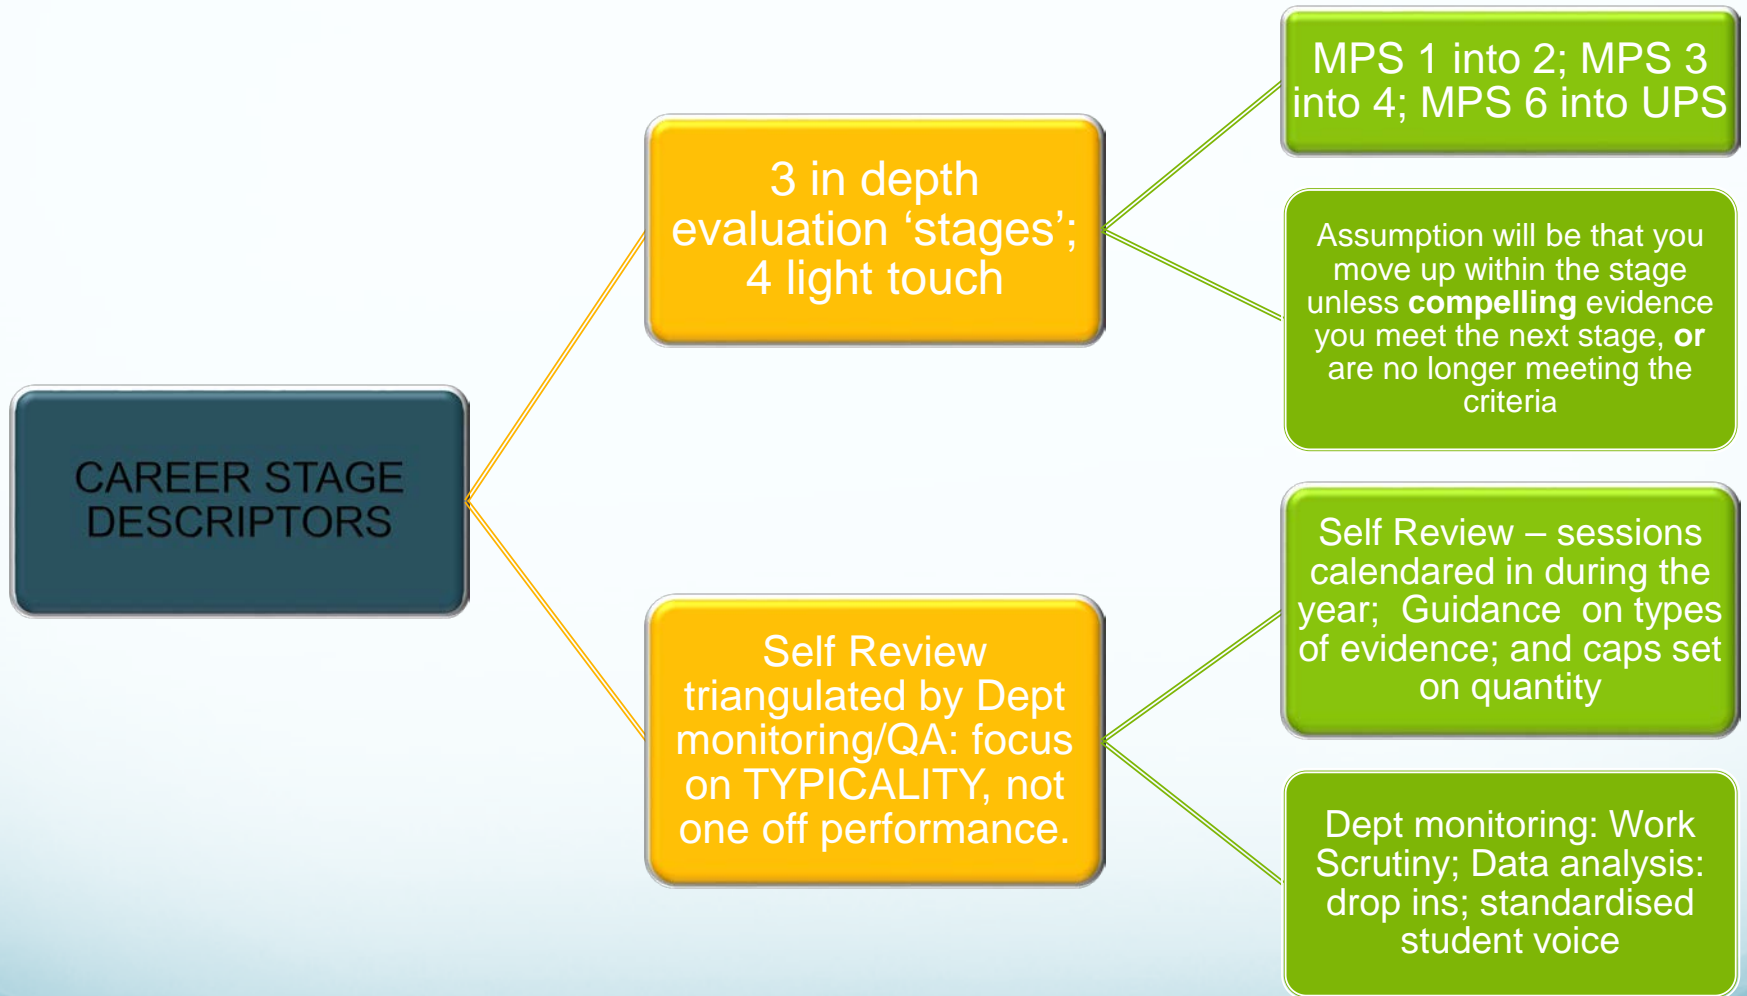 CAREER STAGE
DESCRIPTORS
3 in depth
evaluation ‘stages’;
4 light touch
MPS 1 into 2; MPS 3
into 4; MPS 6 into UPS
Assumption will be that you
move up within the stage
unless compelling evidence
you meet the next stage, or
are no longer meeting the
criteria
Self Review
triangulated by Dept
monitoring/QA: focus
on TYPICALITY, not
one off performance.
Self Review – sessions
calendared in during the
year; Guidance on types
of evidence; and caps set
on quantity
Dept monitoring: Work
Scrutiny; Data analysis:
drop ins; standardised
student voice